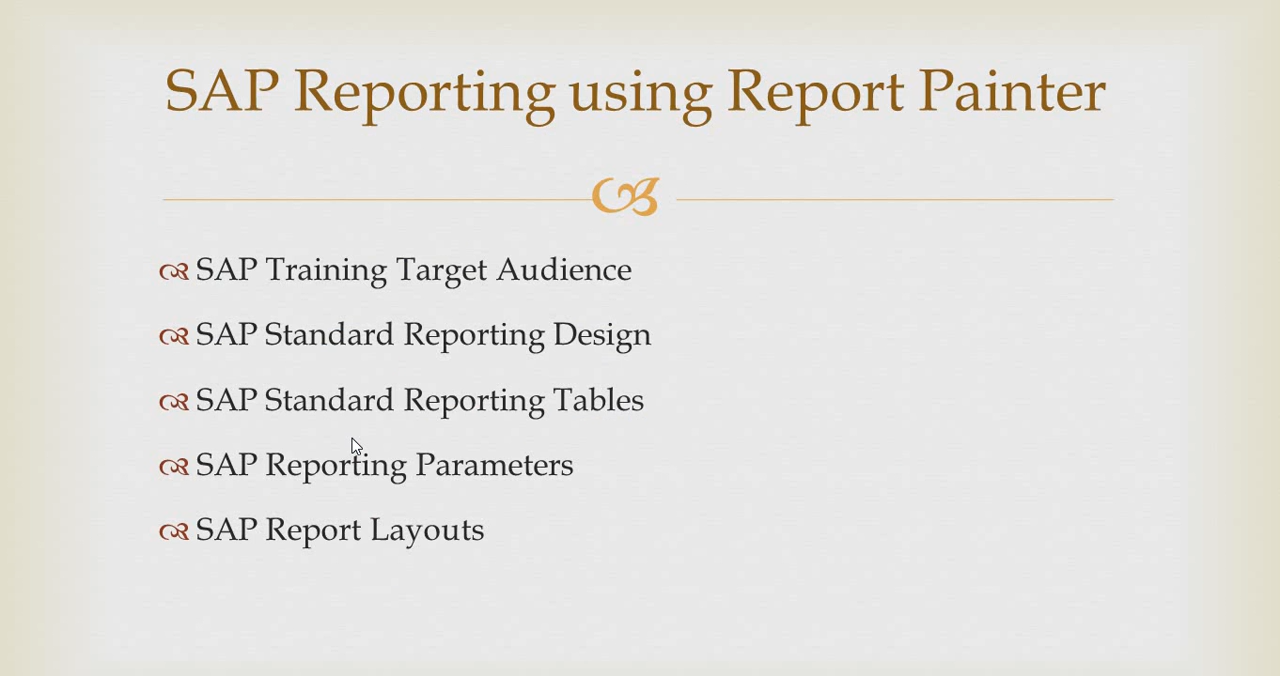 SAP Reporting using Report Painter
SAP Training Target Audience
SAP Standard Reporting Design
SAP Standard Reporting Tables
SAP Reporting Parameters
SAP Report Layouts